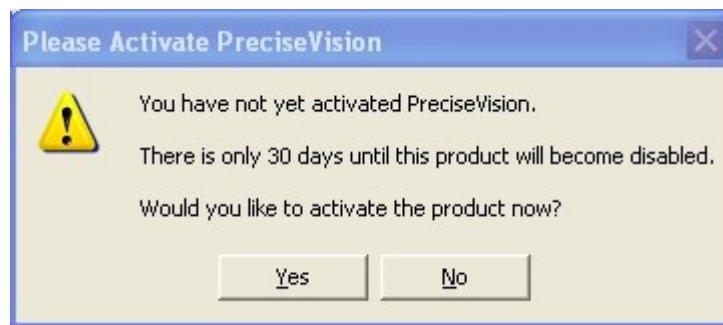 Please Activate PreciseVision
You have not yet activated PreciseVision.
There is only 30 days until this product will become disabled.
Would you like to activate the product now?
Yes
No